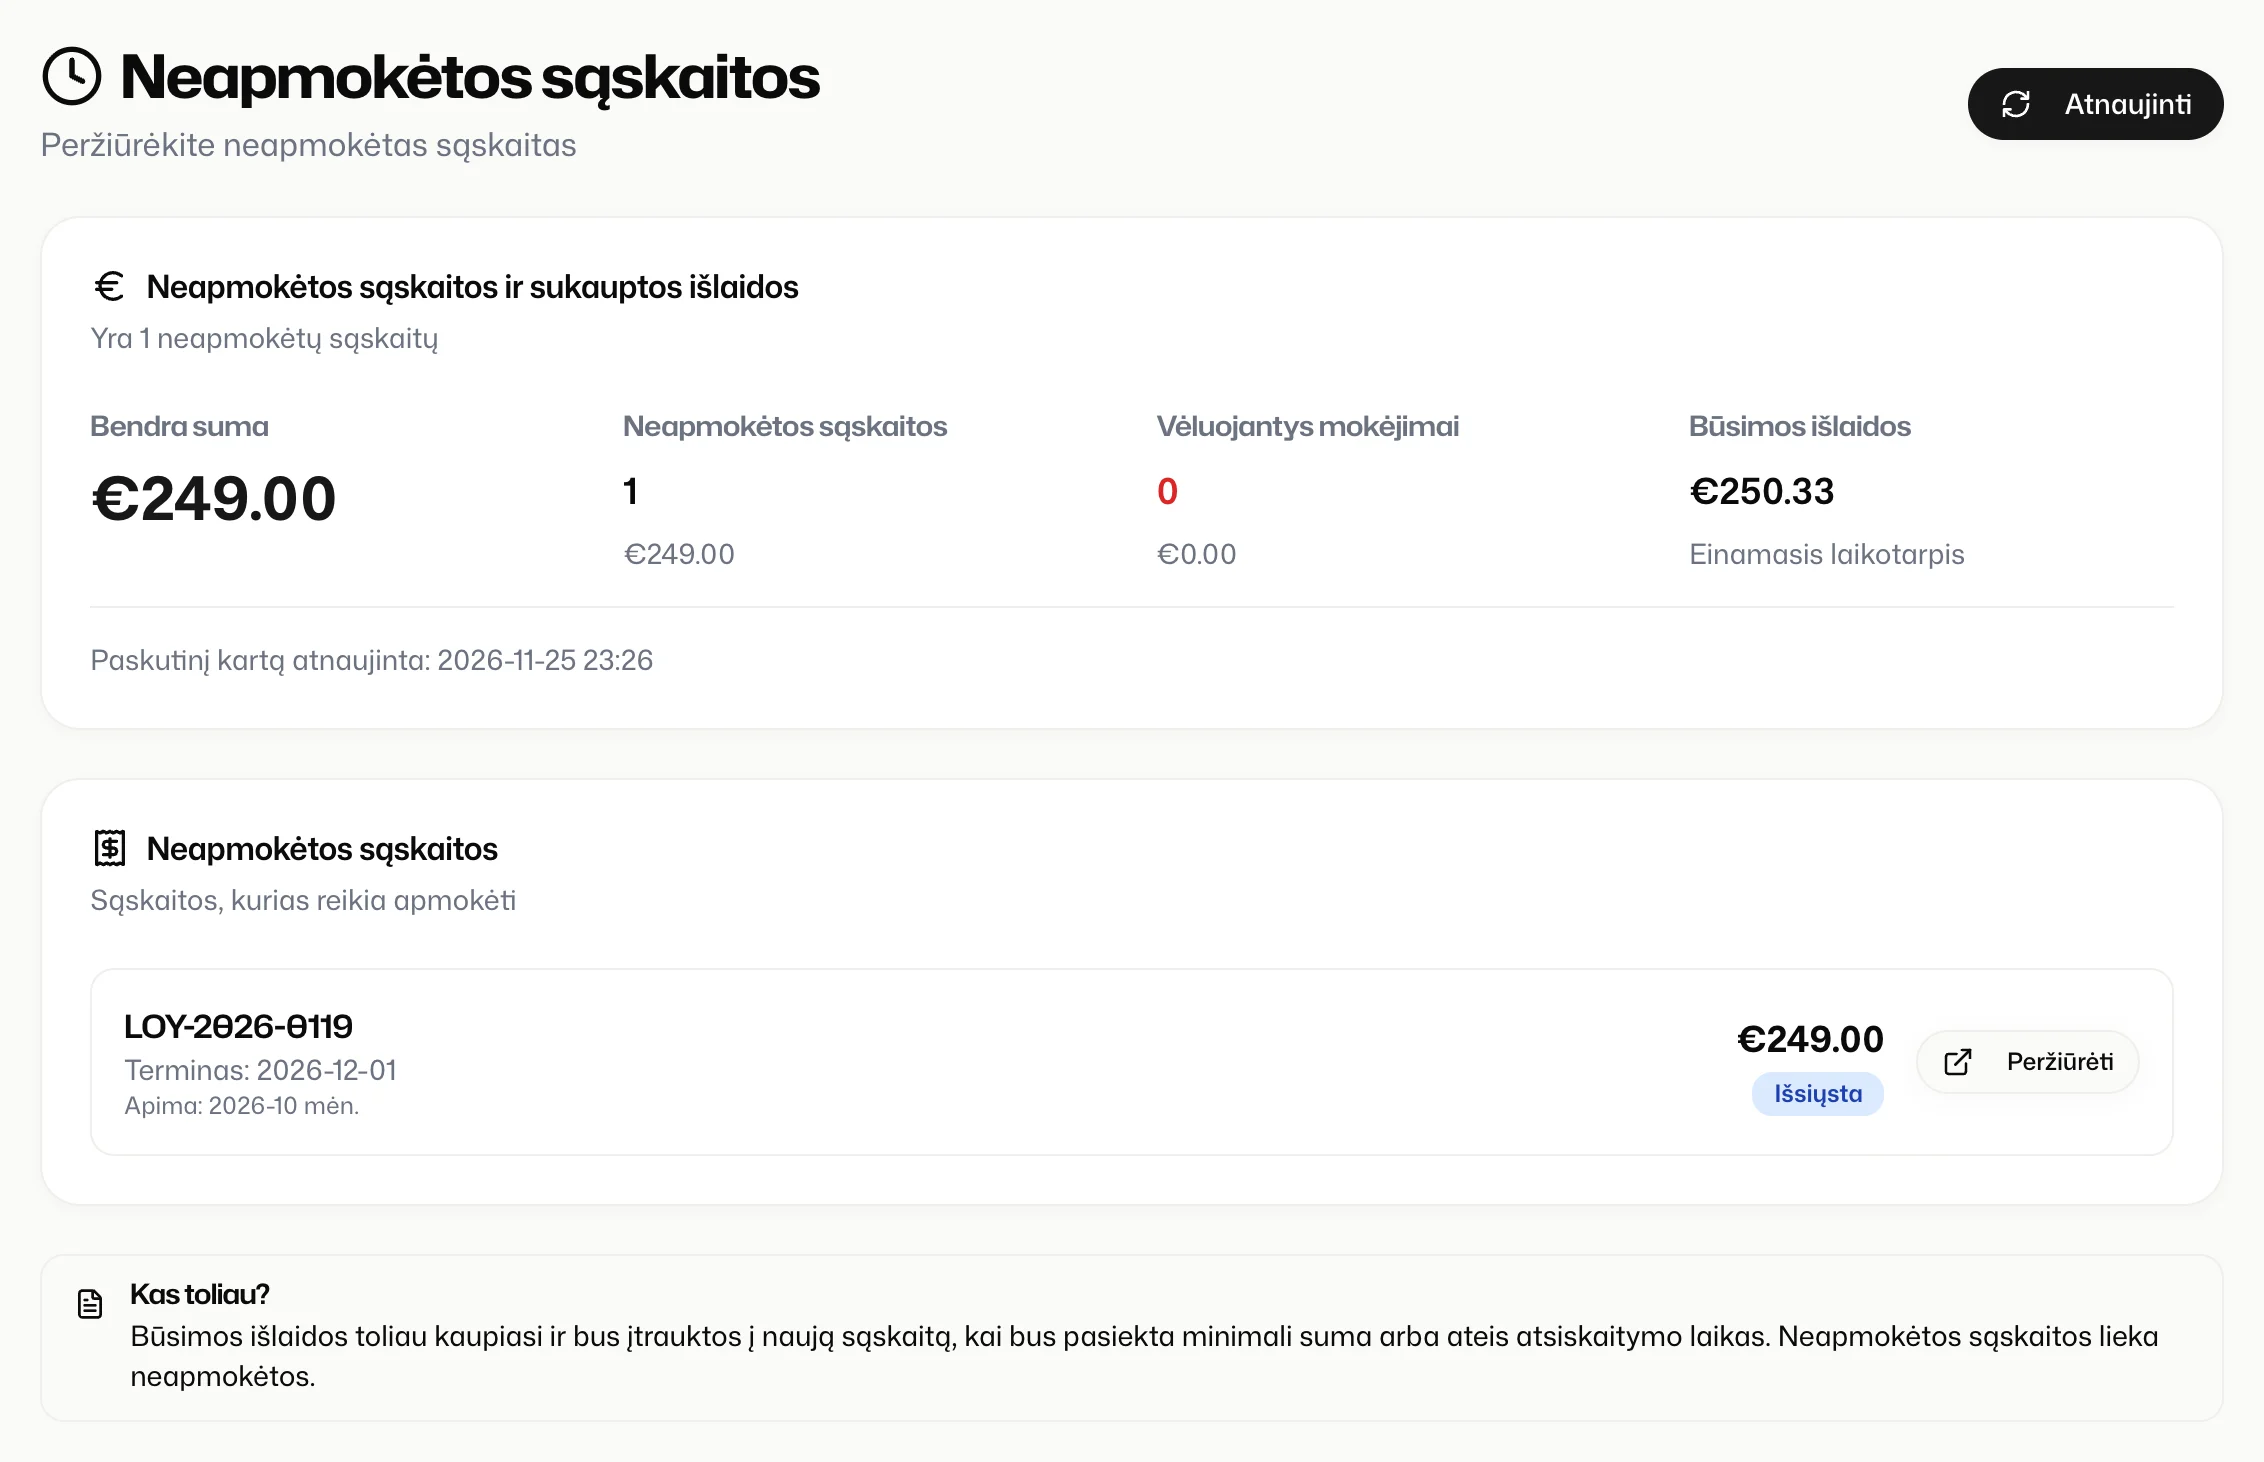 Neapmokėtos sąskaitos
Peržiūrėkite neapmokėtas sąskaitas
Atnaujinti
€ Neapmokėtos sąskaitos ir sukauptos išlaidos
Yra 1 neapmokėtų sąskaitų
Bendra suma
€249.00
Neapmokėtos sąskaitos
1
€249.00
Vėluojantys mokėjimai
0
€0.00
Būsimos išlaidos
€250.33
Einamasis laikotarpis
Paskutinį kartą atnaujinta: 2026-11-25 23:26
Neapmokėtos sąskaitos
Sąskaitos, kurias reikia apmokėti
LOY-2026-0119
Terminas: 2026-12-01
Apima: 2026-10 mėn.
€249.00
Išsiųsta
Peržiūrėti
Kas toliau?
Būsimos išlaidos toliau kaupiasi ir bus įtrauktos į naują sąskaitą, kai bus pasiekta minimali suma arba ateis atsiskaitymo laikas. Neapmokėtos sąskaitos lieka
neapmokėtos.